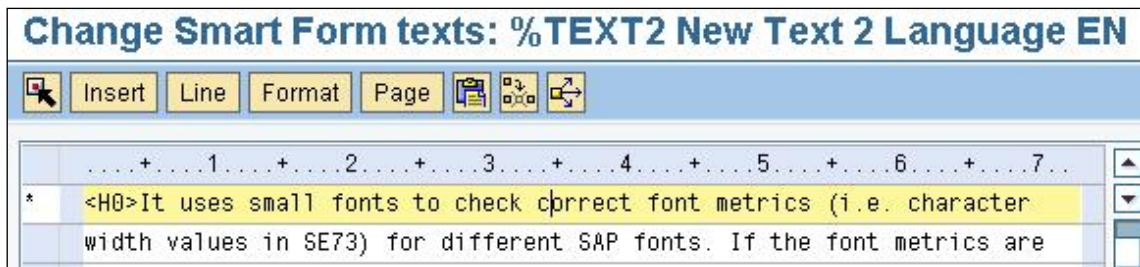 Change Smart Form texts: %TEXT2 New Text 2 Language EN
Insert Line Format Page
....+....1....+....2....+....3....+....4....+....5....+....6....+....7..
* <H0>It uses small fonts to check correct font metrics (i.e. character
width values in SE73) for different SAP fonts. If the font metrics are